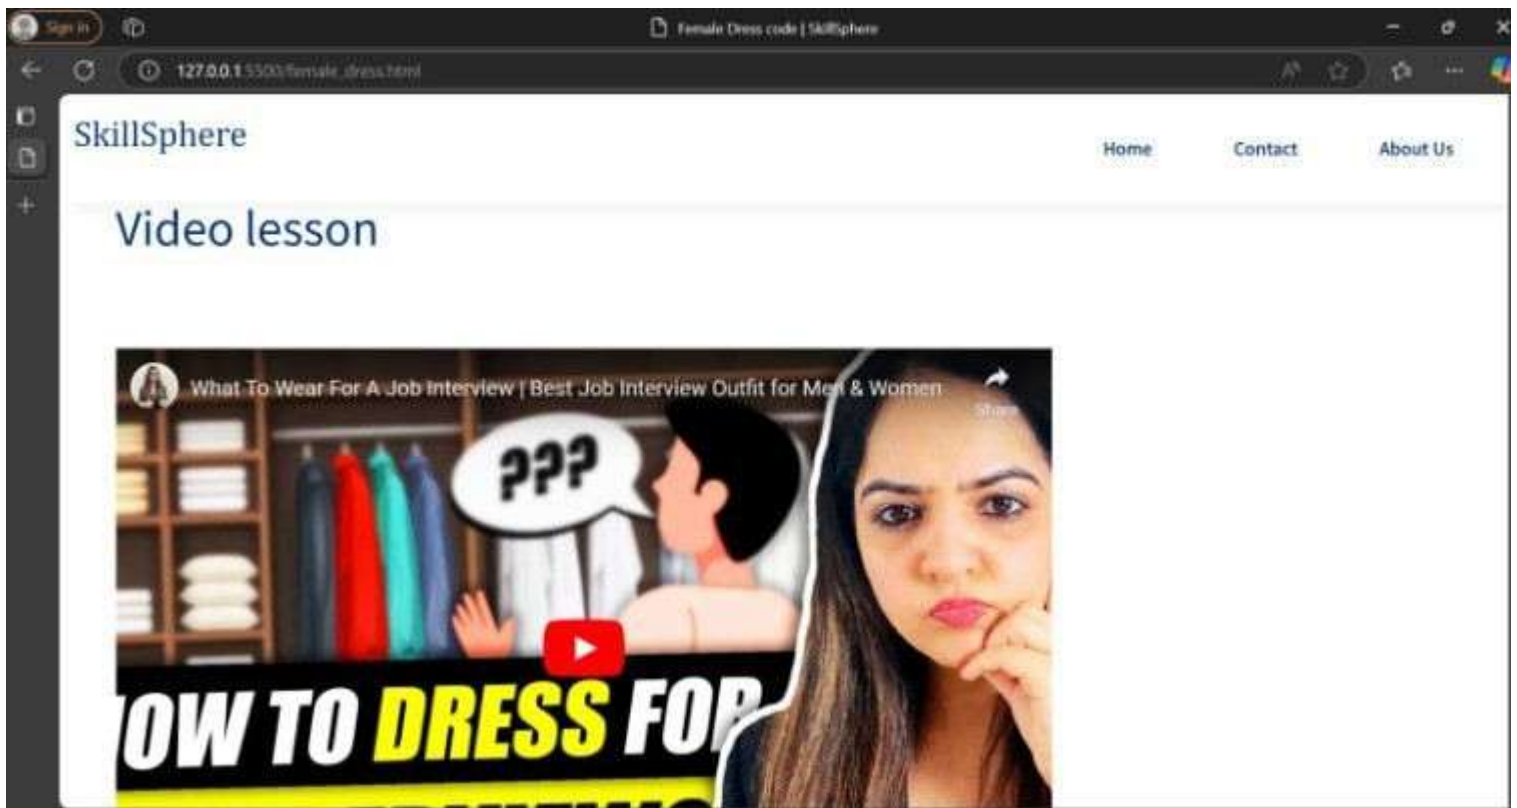 Sign in
Female Dress code | SkillSphere
127.0.0.1:5500/female_dress.html
SkillSphere
Home Contact About Us
Video lesson
What To Wear For A Job Interview | Best Job Interview Outfit for Men & Women
Share
???
HOW TO DRESS FOR